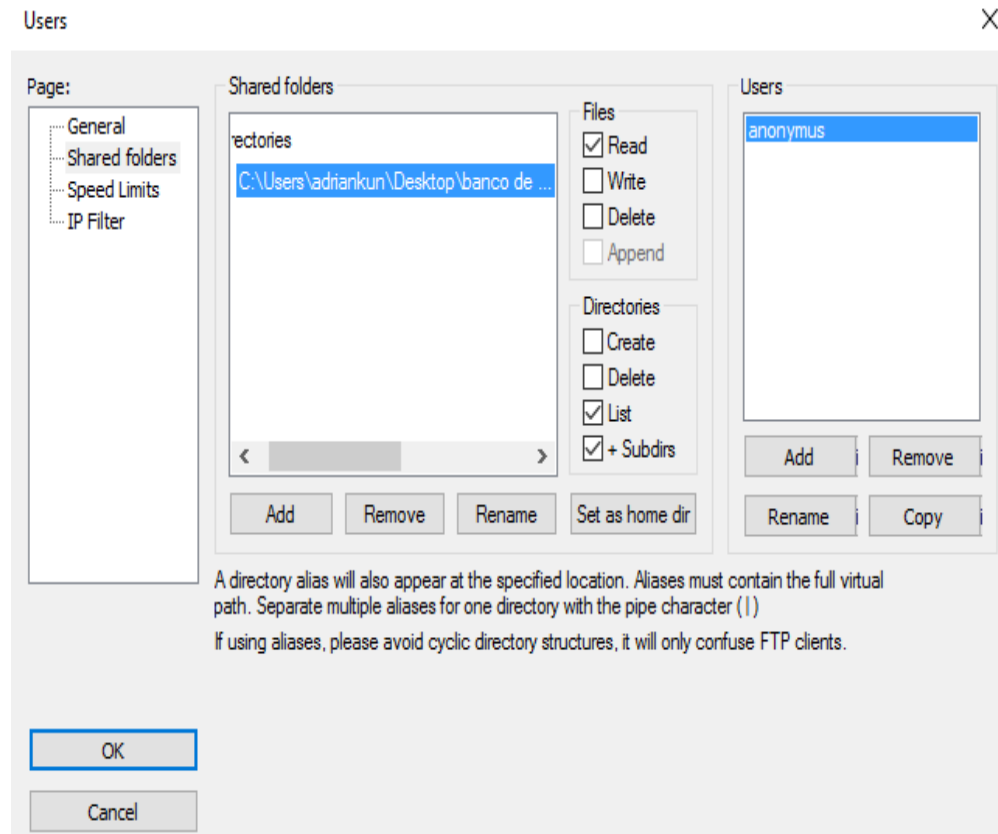 Users
Page:
General
Shared folders
Speed Limits
IP Filter
Shared folders
rectories
C:\Users\adriankun\Desktop\banco de ...
Add
Remove
Rename
Set as home dir
Files
Read
Write
Delete
Append
Directories
Create
Delete
List
+ Subdirs
Users
anonymus
Add
Remove
Rename
Copy
A directory alias will also appear at the specified location. Aliases must contain the full virtual
path. Separate multiple aliases for one directory with the pipe character (|)
If using aliases, please avoid cyclic directory structures, it will only confuse FTP clients.
OK
Cancel